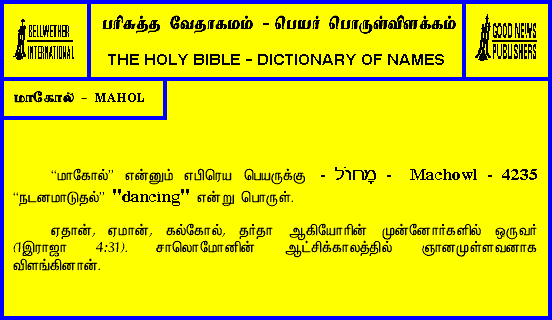 BELLWETHER
INTERNATIONAL
பரிசுத்த வேதாகமம் - பெயர் பொருள்விளக்கம்
THE HOLY BIBLE - DICTIONARY OF NAMES
GOOD NEWS
PUBLISHERS
மாகோல் - MAHOL
“மாகோல்” என்னும் எபிரெய பெயருக்கு - מָחוֹל - Machowl - 4235
“நடனமாடுதல்” "dancing" என்று பொருள்.
ஏதான், ஏமான், கல்கோல், தர்தா ஆகியோரின் முன்னோர்களில் ஒருவர்
(1இராஜா 4:31). சாலொமோனின் ஆட்சிக்காலத்தில் ஞானமுள்ளவனாக
விளங்கினான்.